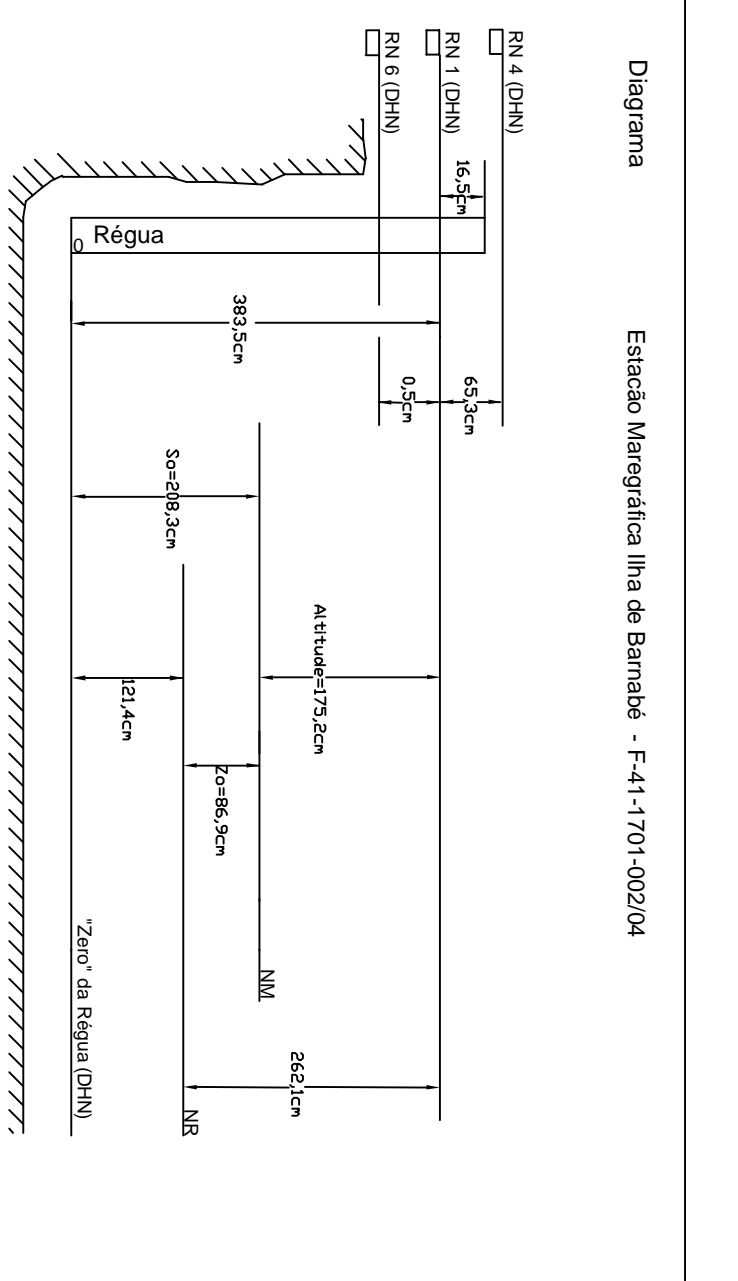 Diagrama
Estacão Maregráfica Ilha de Barnabé - F-41-1701-002/04
RN 4 (DHN)
RN 1 (DHN)
RN 6 (DHN)
16,5cm
65,3cm
0,5cm
383,5cm
Régua
0
So=208,3cm
Altitude=175,2cm
121,4cm
Zo=86,9cm
NM
262,1cm
NR
"Zero" da Régua (DHN)